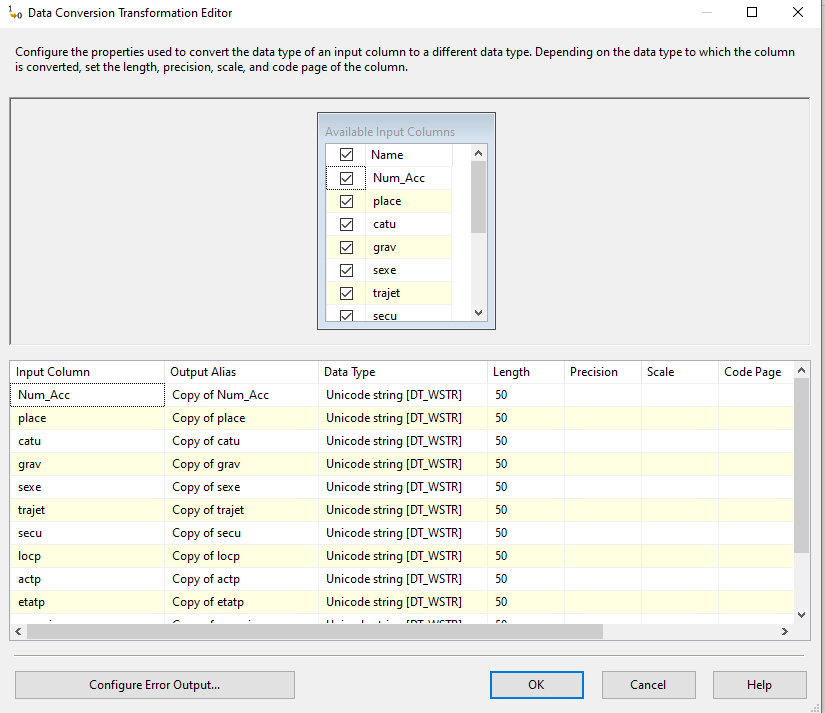 Data Conversion Transformation Editor
Configure the properties used to convert the data type of an input column to a different data type. Depending on the data type to which the column
is converted, set the length, precision, scale, and code page of the column.
Available Input Columns
Name
Num_Acc
place
catu
grav
sexe
trajet
secu
Input Column Output Alias Data Type Length Precision Scale Code Page
Num_Acc Copy of Num_Acc Unicode string [DT_WSTR] 50
place Copy of place Unicode string [DT_WSTR] 50
catu Copy of catu Unicode string [DT_WSTR] 50
grav Copy of grav Unicode string [DT_WSTR] 50
sexe Copy of sexe Unicode string [DT_WSTR] 50
trajet Copy of trajet Unicode string [DT_WSTR] 50
secu Copy of secu Unicode string [DT_WSTR] 50
locp Copy of locp Unicode string [DT_WSTR] 50
actp Copy of actp Unicode string [DT_WSTR] 50
etatp Copy of etatp Unicode string [DT_WSTR] 50
Configure Error Output... OK Cancel Help